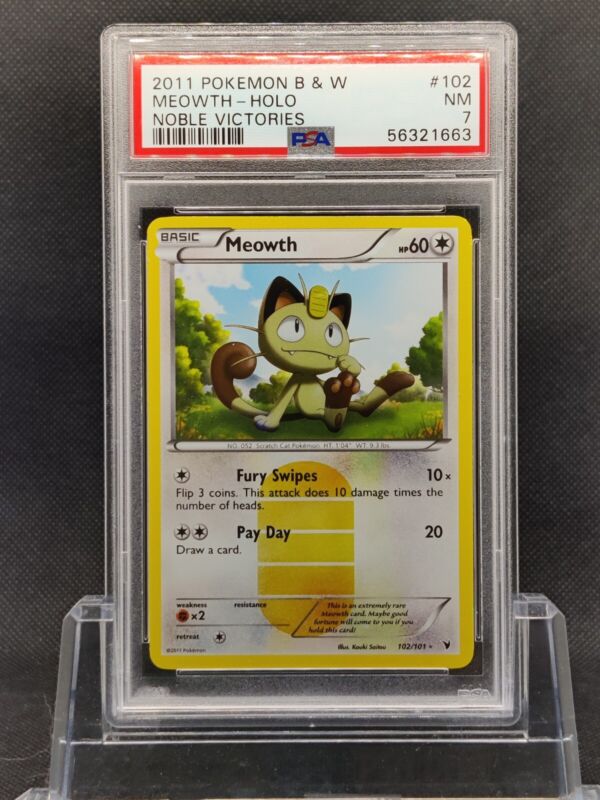 2011 POKEMON B & W #102
MEOWTH - HOLO NM
NOBLE VICTORIES 7
PSA 56321663
BASIC Meowth HP60
NO. 052 Scratch Cat Pokémon HT. 1'04" WT. 9.3 lbs.
Fury Swipes 10×
Flip 3 coins. This attack does 10 damage times the
number of heads.
Pay Day 20
Draw a card.
weakness resistance
×2
retreat
This is an extremely rare
Meowth card. Maybe good
fortune will come to you if you
hold this card!
©2011 Pokémon Illus. Kouki Saitou 102/101
PSA